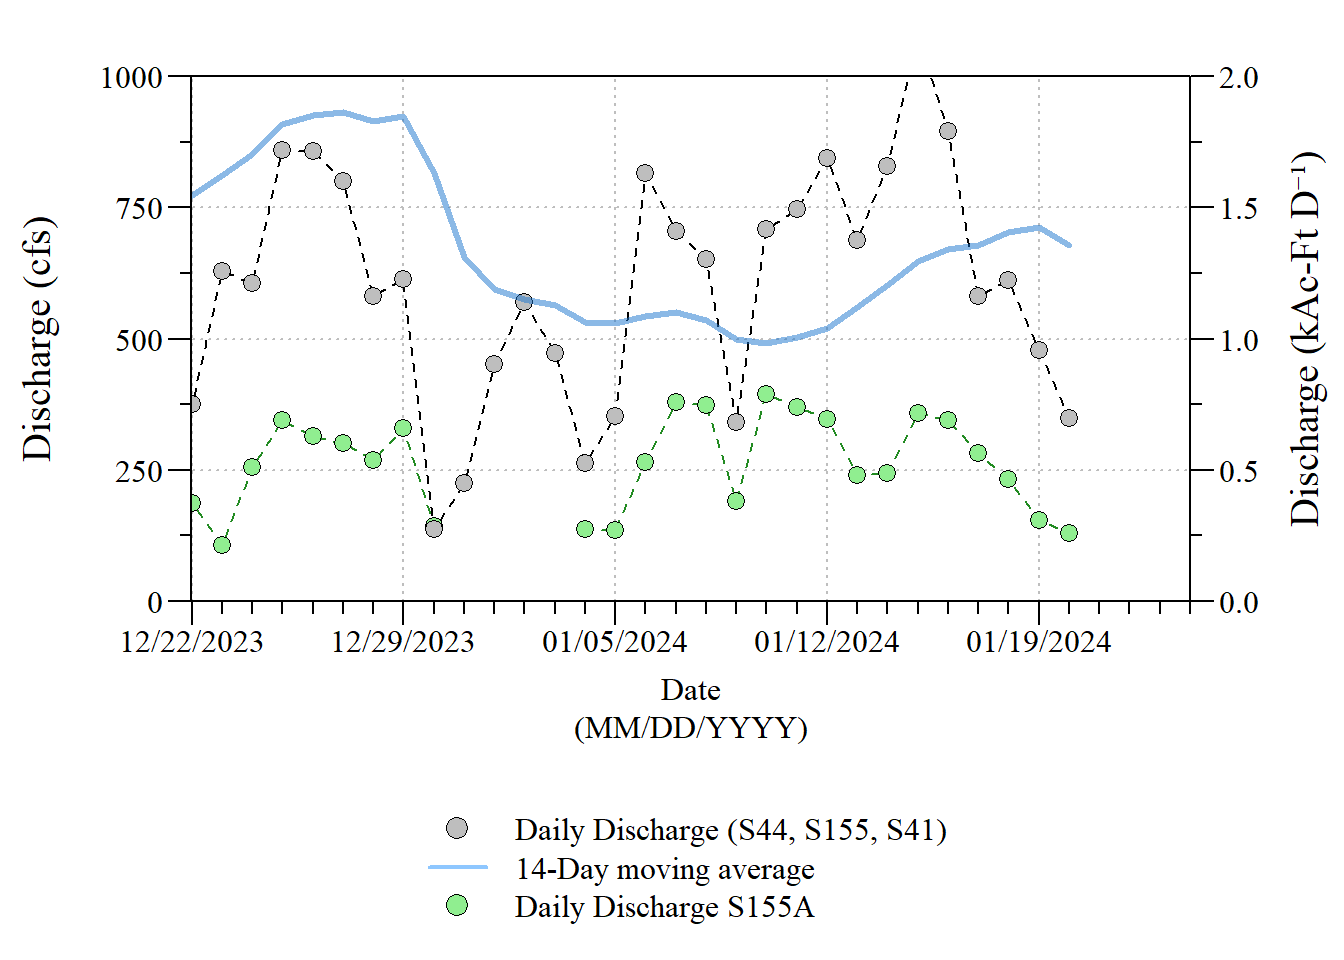 1000
750
500
250
0
Discharge (cfs)
2.0
1.5
1.0
0.5
0.0
Discharge (kAc-Ft D⁻¹)
12/22/2023 12/29/2023 01/05/2024 01/12/2024 01/19/2024
Date
(MM/DD/YYYY)
Daily Discharge (S44, S155, S41)
14-Day moving average
Daily Discharge S155A